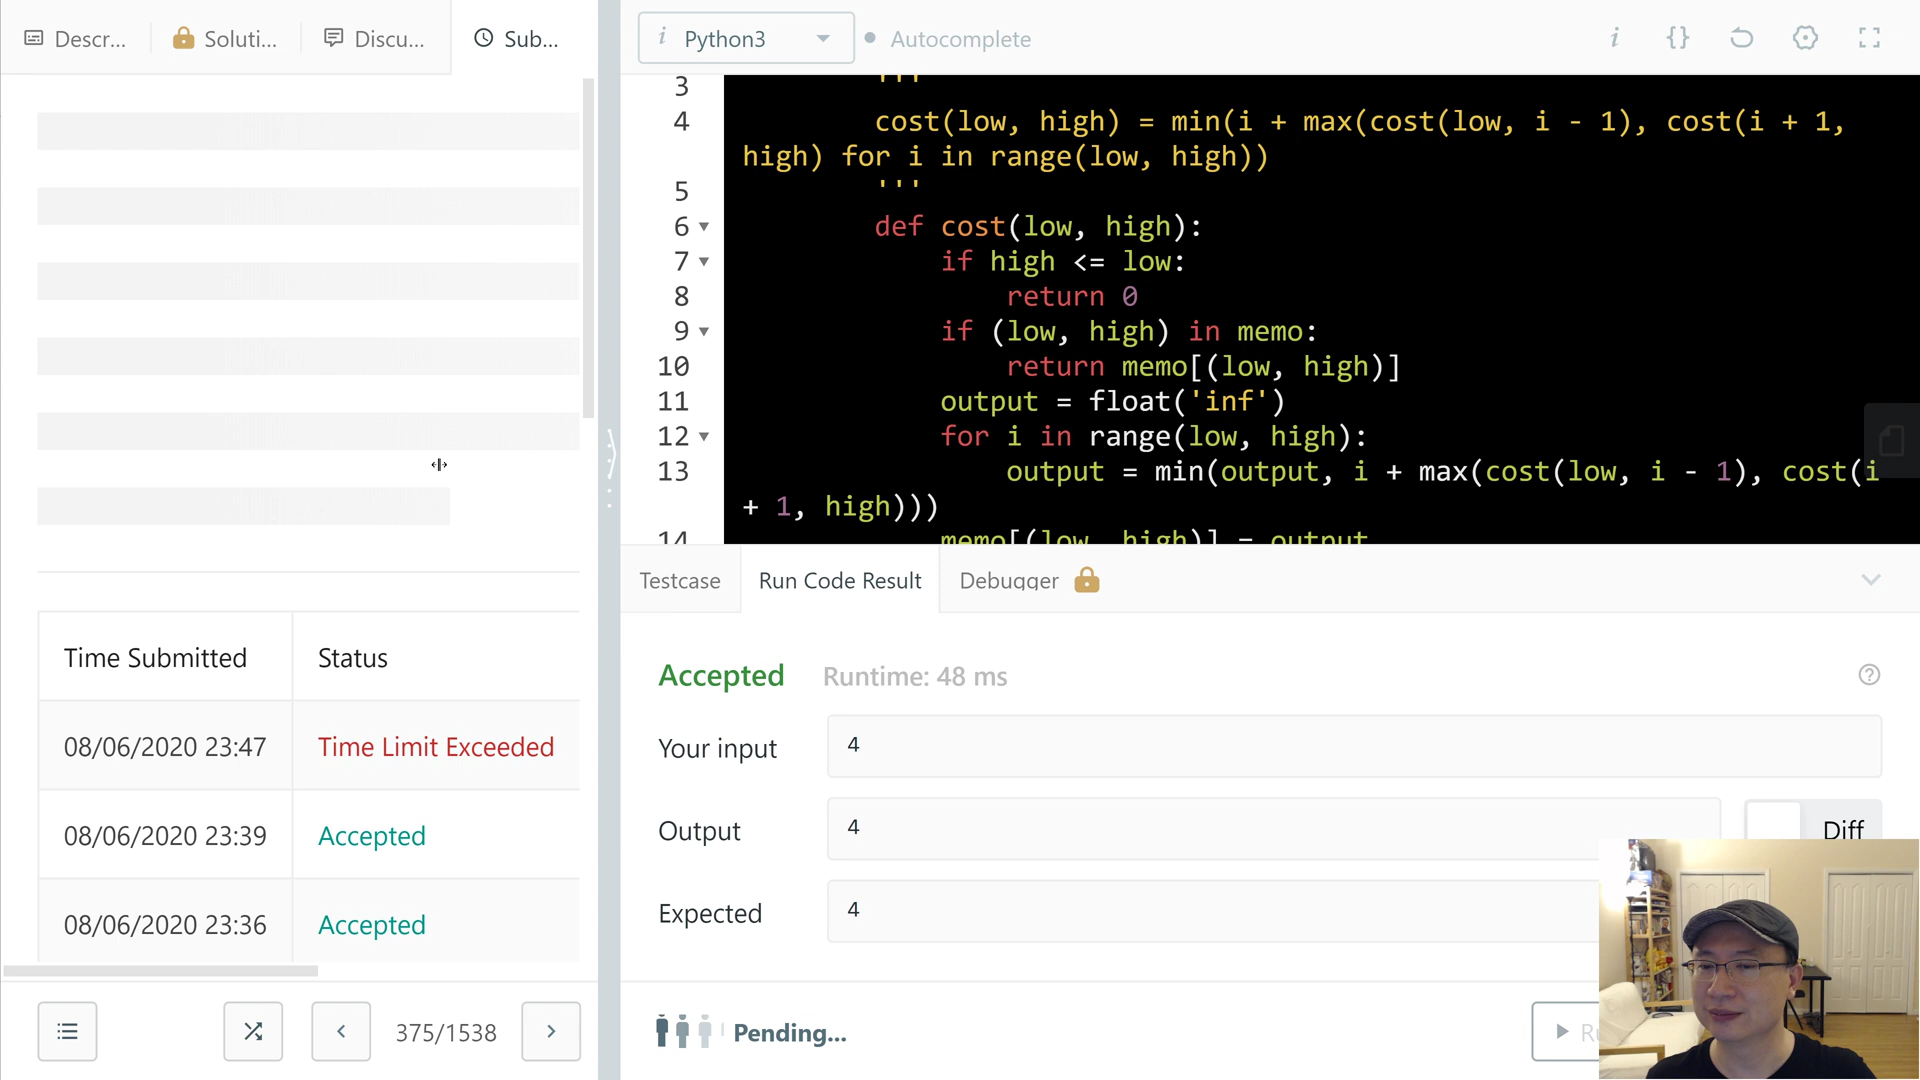 Descr...
Soluti...
Discu...
Sub...
i Python3
Autocomplete
i {}
3 '''
4 cost(low, high) = min(i + max(cost(low, i - 1), cost(i + 1,
high) for i in range(low, high))
5 '''
6 def cost(low, high):
7 if high <= low:
8 return 0
9 if (low, high) in memo:
10 return memo[(low, high)]
11 output = float('inf')
12 for i in range(low, high):
13 output = min(output, i + max(cost(low, i - 1), cost(i
+ 1, high)))
14 memo[(low, high)] = output
Testcase
Run Code Result
Debugger
Time Submitted Status
08/06/2020 23:47 Time Limit Exceeded
08/06/2020 23:39 Accepted
08/06/2020 23:36 Accepted
Accepted Runtime: 48 ms
Your input 4
Output 4
Diff
Expected 4
375/1538
Pending...